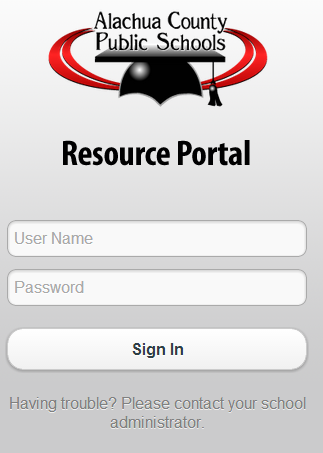 Alachua County
Public Schools
Resource Portal
User Name
Password
Sign In
Having trouble? Please contact your school
administrator.